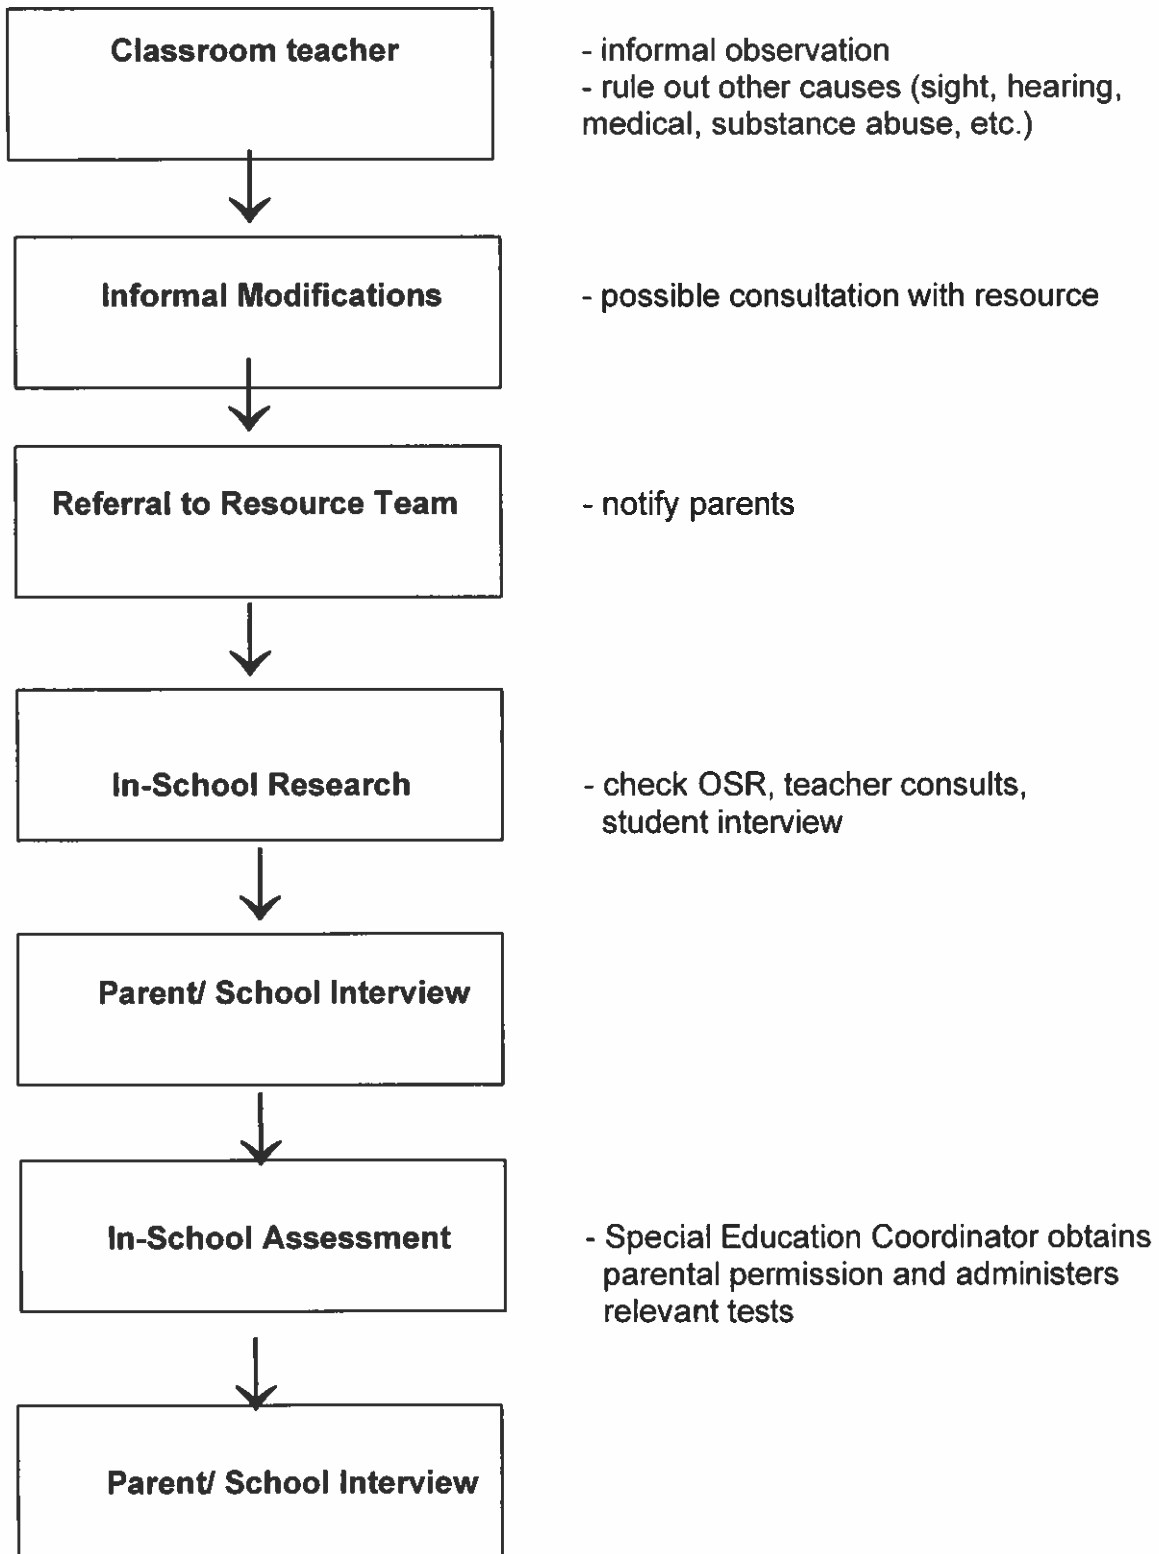 Classroom teacher
- informal observation
- rule out other causes (sight, hearing,
medical, substance abuse, etc.)
Informal Modifications
- possible consultation with resource
Referral to Resource Team
- notify parents
In-School Research
- check OSR, teacher consults,
student interview
Parent/ School Interview
In-School Assessment
- Special Education Coordinator obtains
parental permission and administers
relevant tests
Parent/ School Interview